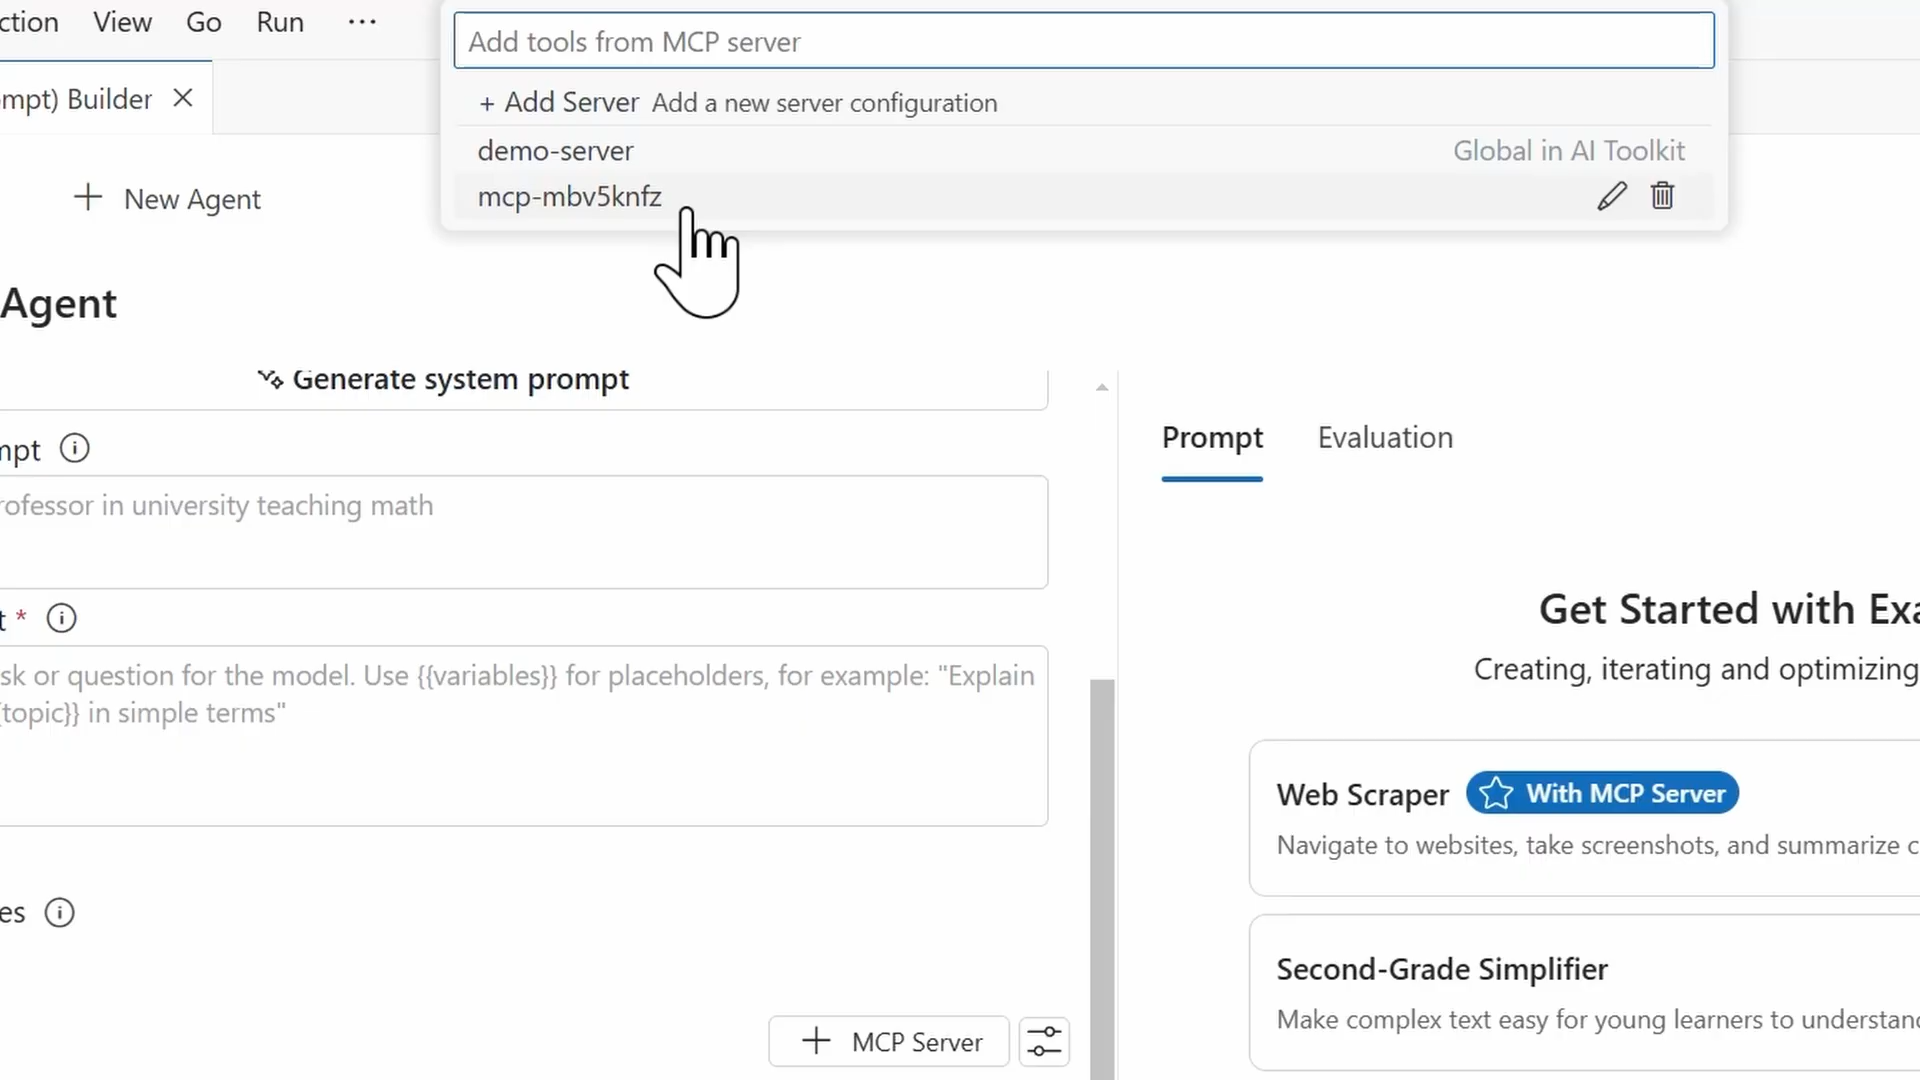 ction View Go Run ...
Add tools from MCP server
+ Add Server Add a new server configuration
demo-server Global in AI Toolkit
mcp-mbv5knfz
mpt) Builder
+ New Agent
Agent
Generate system prompt
mpt
rofessor in university teaching math
t *
sk or question for the model. Use {{variables}} for placeholders, for example: "Explain
{topic}} in simple terms"
es
+ MCP Server
Prompt Evaluation
Get Started with Exa
Creating, iterating and optimizing
Web Scraper With MCP Server
Navigate to websites, take screenshots, and summarize c
Second-Grade Simplifier
Make complex text easy for young learners to understand